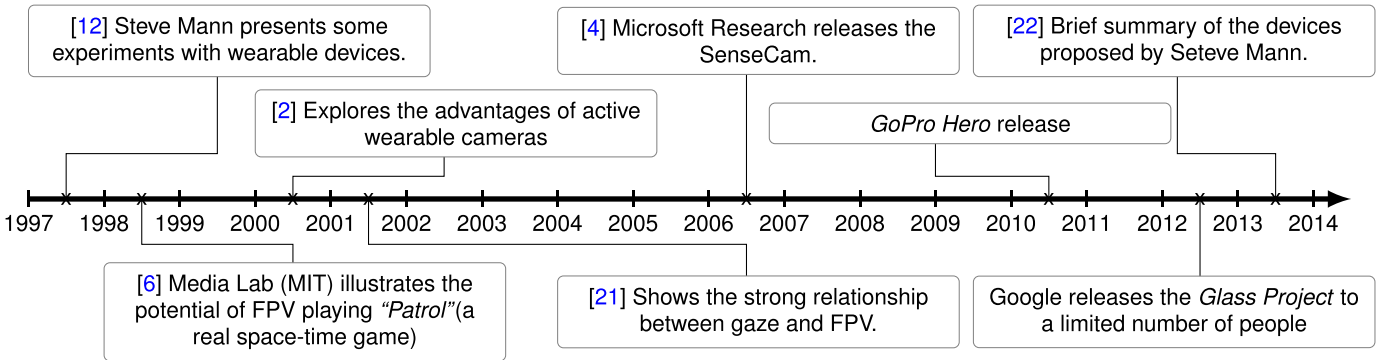 [12] Steve Mann presents some
experiments with wearable devices.
[4] Microsoft Research releases the
SenseCam.
[22] Brief summary of the devices
proposed by Seteve Mann.
[2] Explores the advantages of active
wearable cameras
GoPro Hero release
1997 1998 1999 2000 2001 2002 2003 2004 2005 2006 2007 2008 2009 2010 2011 2012 2013 2014
[6] Media Lab (MIT) illustrates the
potential of FPV playing “Patrol”(a
real space-time game)
[21] Shows the strong relationship
between gaze and FPV.
Google releases the Glass Project to
a limited number of people